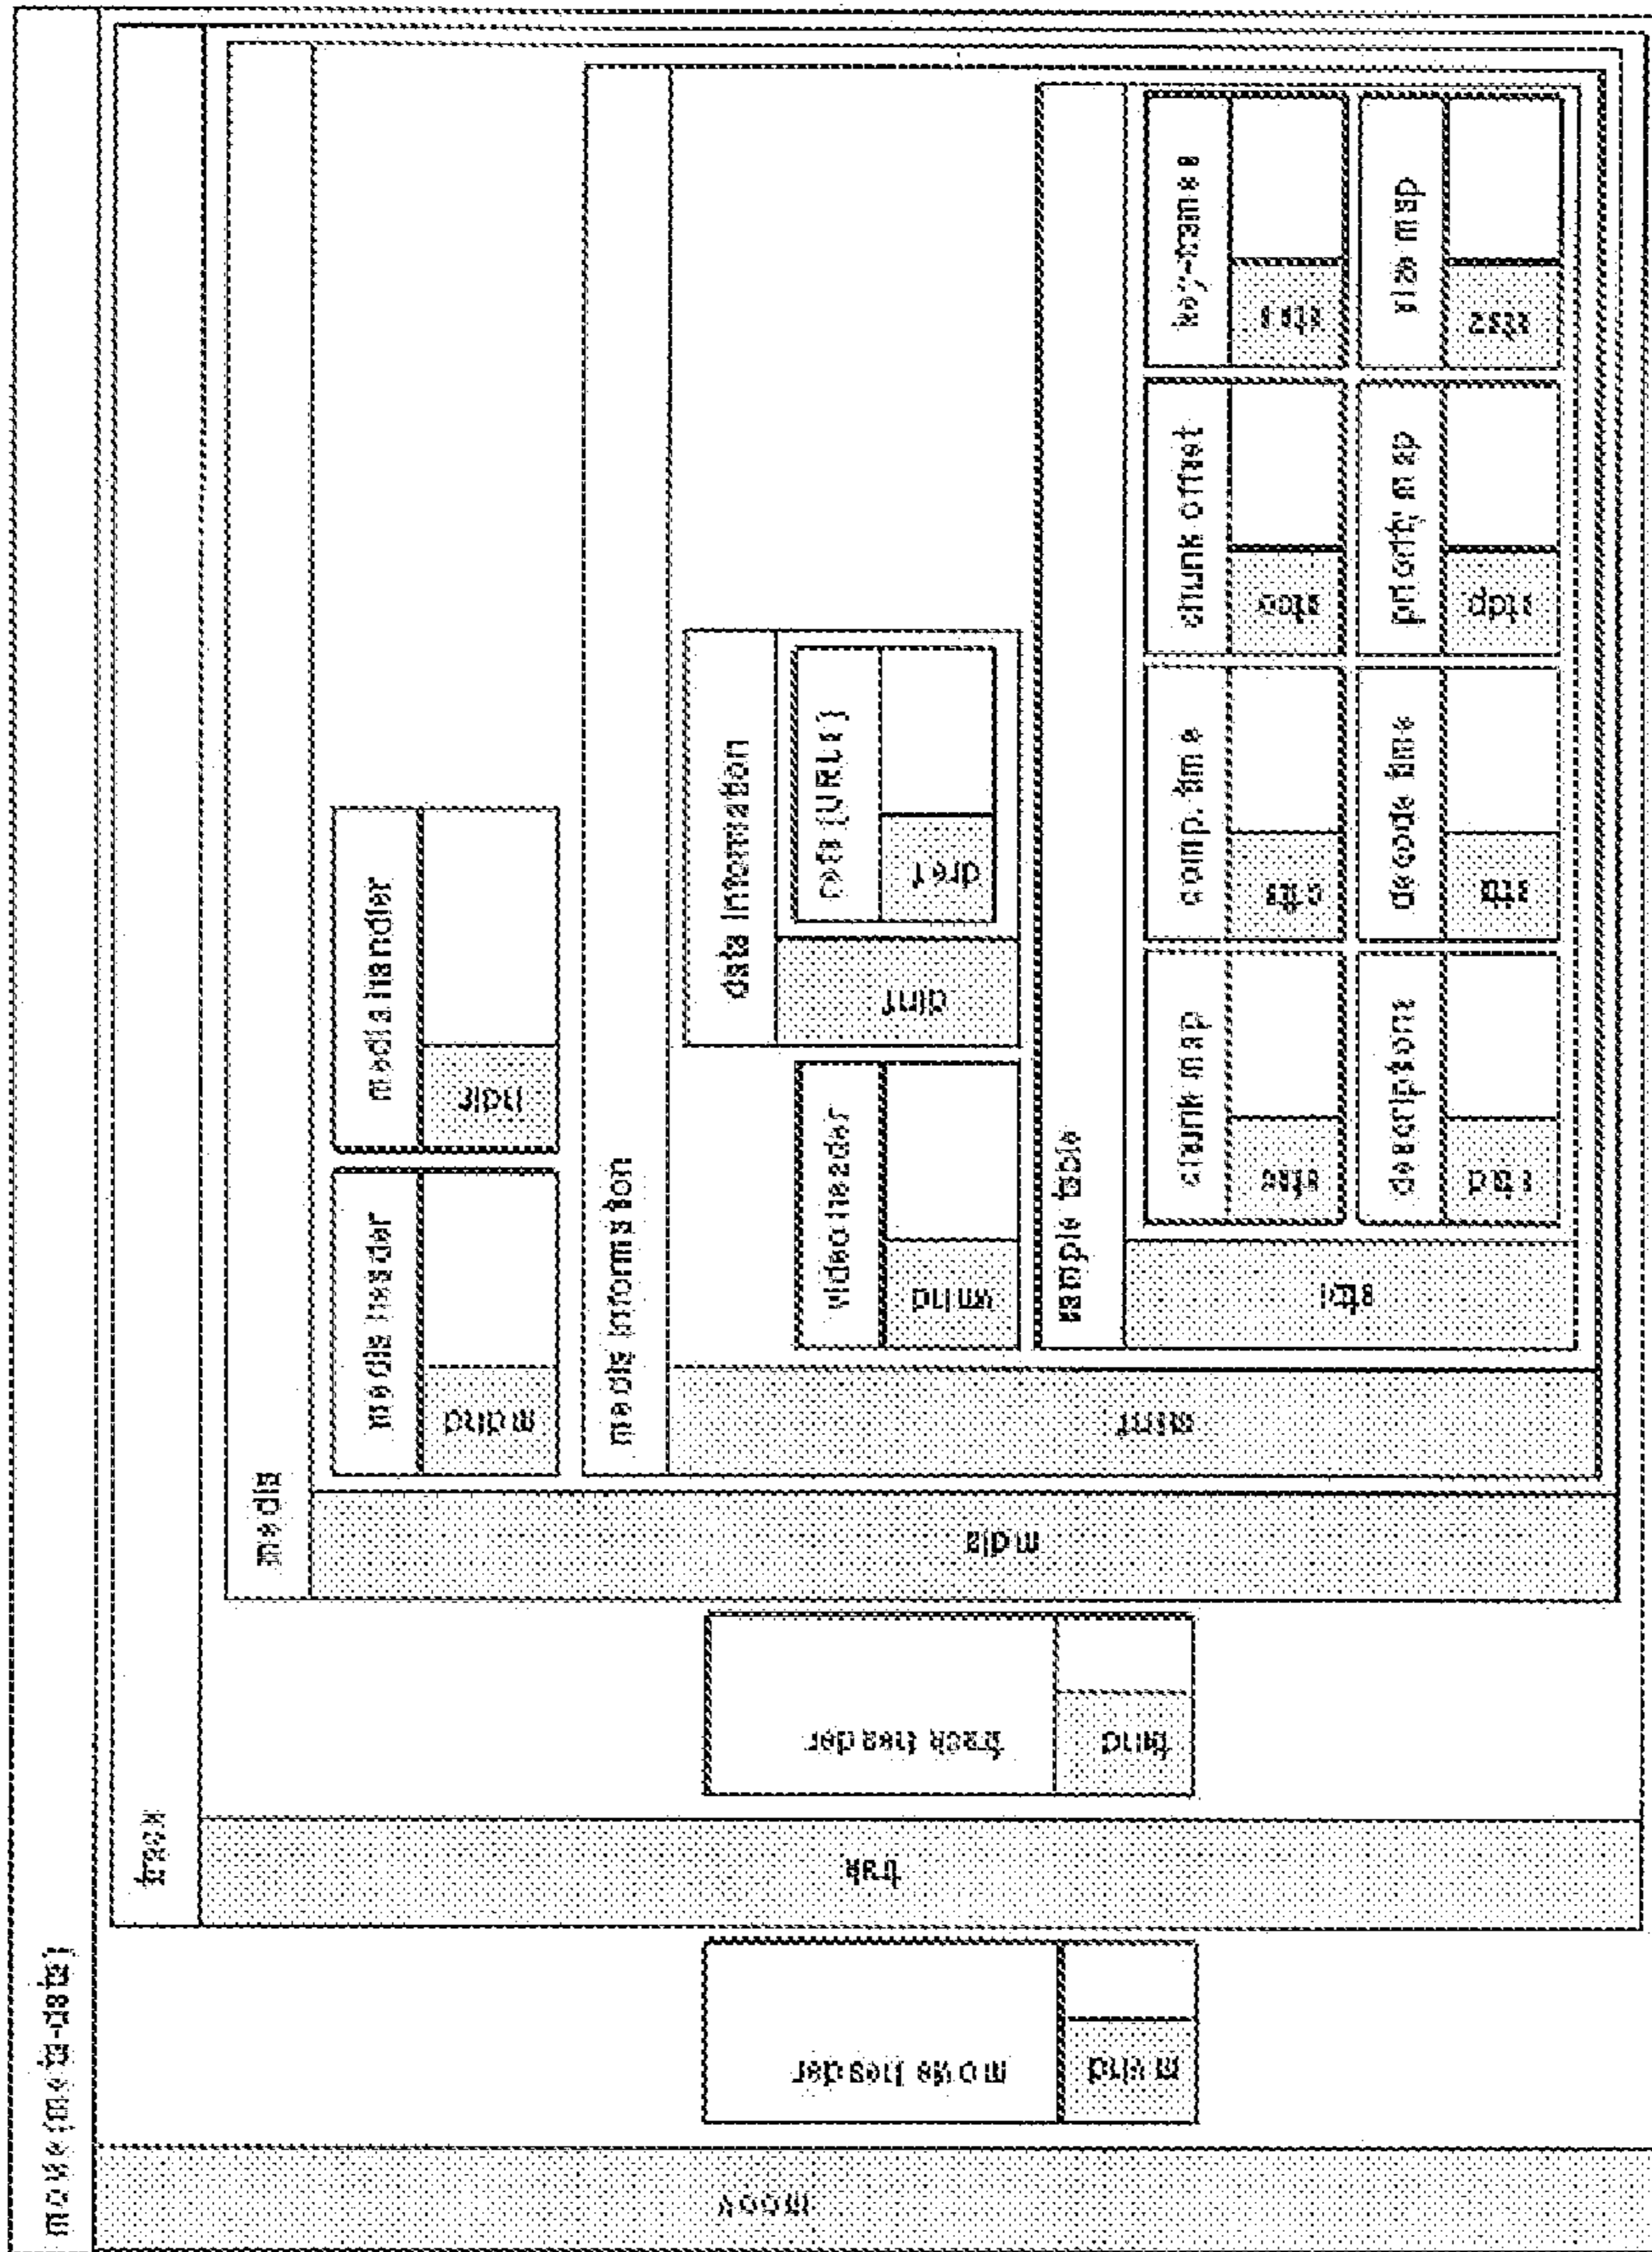 movie (meta-data)
moov
movie header
mvhd
track
trak
track header
tkhd
media
mdia
media header
mdhd
media handler
hdlr
media information
minf
video header
vmhd
data information
dinf
refs (URL's)
dref
sample table
stbl
chunk map
stsc
comp. time
ctts
chunk offset
stco
key-frames
stss
descriptions
stsd
decode time
stts
priority map
stdp
size map
stsz